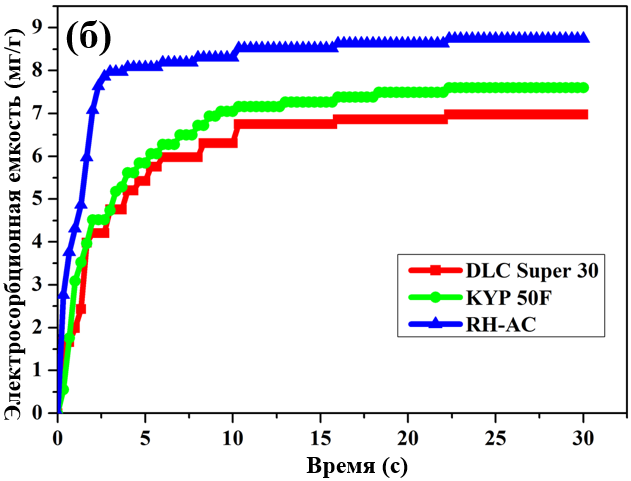 (б)
Электросорбционная емкость (мг/г)
9
8
7
6
5
4
3
2
1
0
DLC Super 30
KYP 50F
RH-AC
0 5 10 15 20 25 30
Время (с)